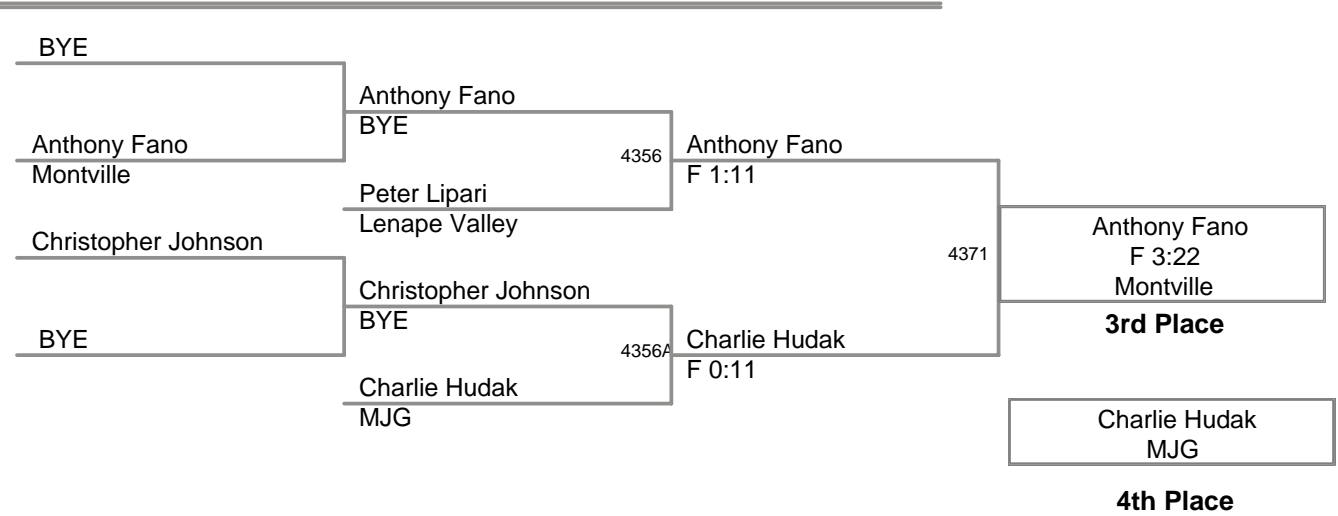 BYE
Anthony Fano
BYE
Anthony Fano
Montville
4356
Anthony Fano
F 1:11
Peter Lipari
Lenape Valley
Christopher Johnson
Anthony Fano
F 3:22
Montville
3rd Place
4371
Christopher Johnson
BYE
BYE
4356A
Charlie Hudak
F 0:11
Charlie Hudak
MJG
Charlie Hudak
MJG
4th Place